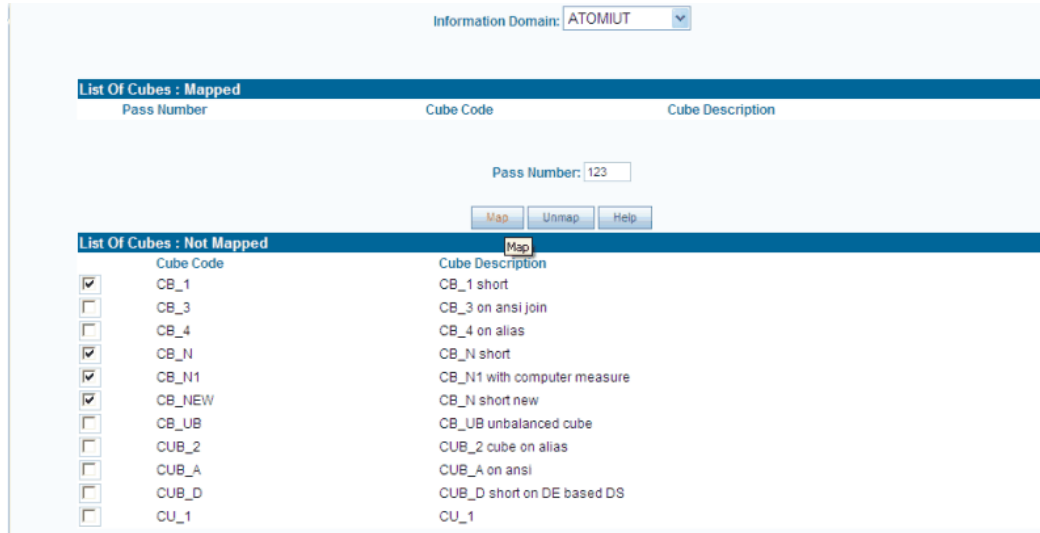 Information Domain: ATOMIUT
List Of Cubes : Mapped
Pass Number Cube Code Cube Description
Pass Number: 123
Map Unmap Help
List Of Cubes : Not Mapped
Map
Cube Code Cube Description
CB_1 CB_1 short
CB_3 CB_3 on ansi join
CB_4 CB_4 on alias
CB_N CB_N short
CB_N1 CB_N1 with computer measure
CB_NEW CB_N short new
CB_UB CB_UB unbalanced cube
CUB_2 CUB_2 cube on alias
CUB_A CUB_A on ansi
CUB_D CUB_D short on DE based DS
CU_1 CU_1